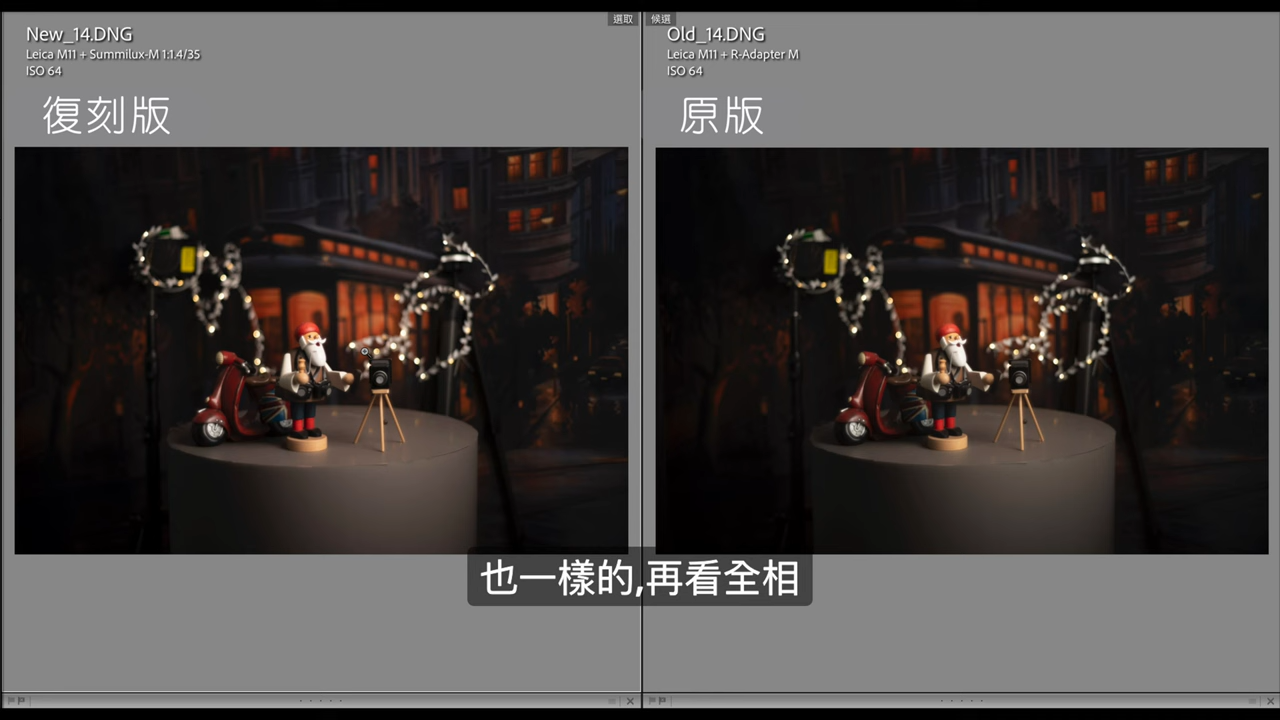 選取
候選
New_14.DNG
Leica M11 + Summilux-M 1:1.4/35
ISO 64
復刻版
Old_14.DNG
Leica M11 + R-Adapter M
ISO 64
原版
也一樣的,再看全相